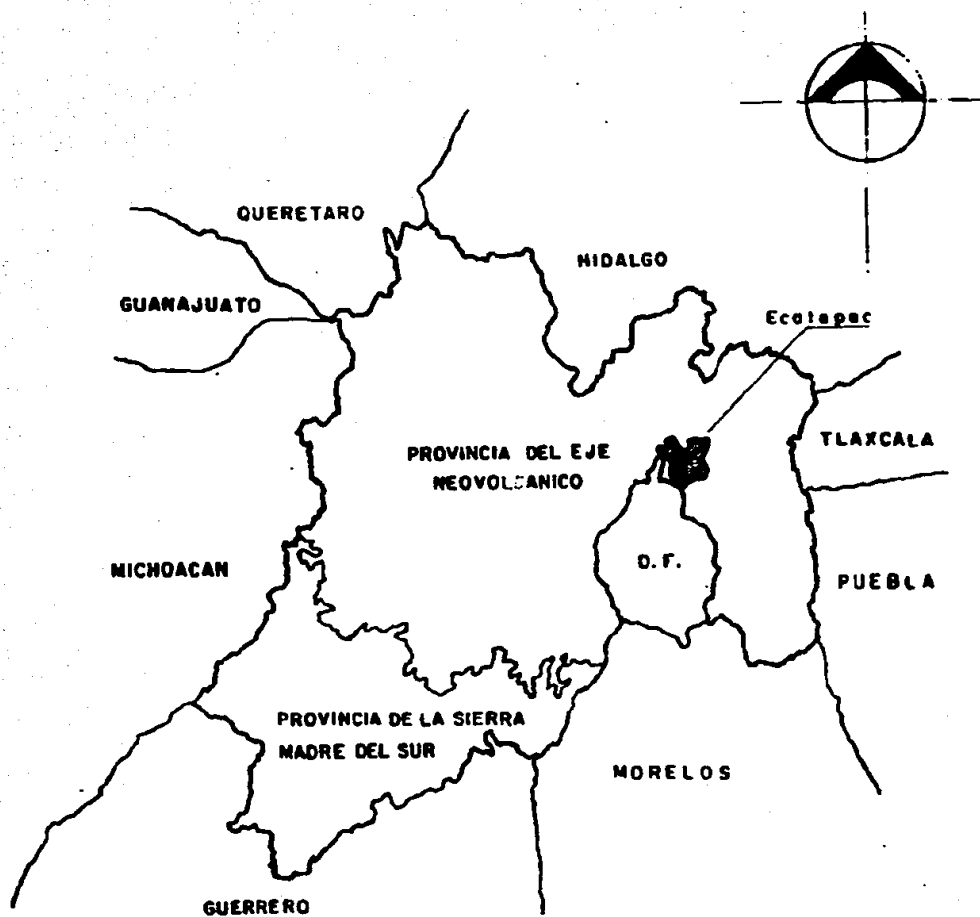 QUERETARO
HIDALGO
GUANAJUATO
Ecatepec
TLAXCALA
PROVINCIA DEL EJE
NEOVOLCANICO
D.F.
MICHOACAN
PUEBLA
PROVINCIA DE LA SIERRA
MADRE DEL SUR
MORELOS
GUERRERO